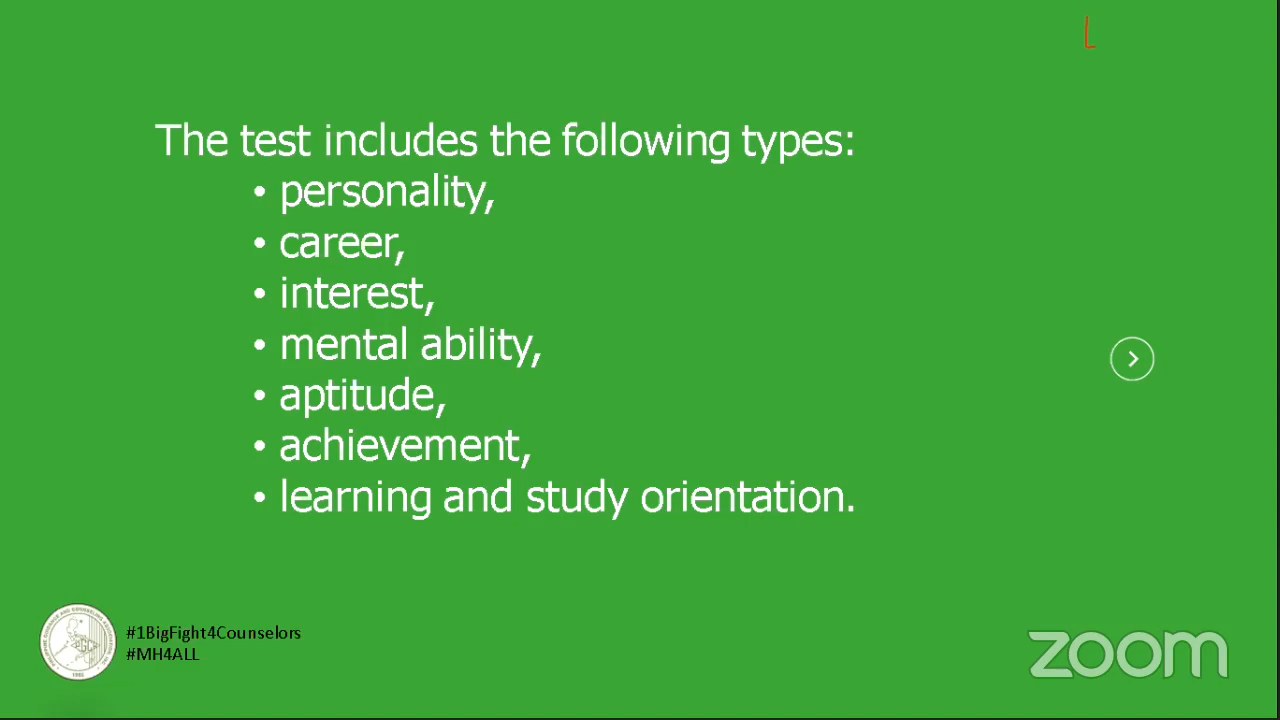 The test includes the following types:
• personality,
• career,
• interest,
• mental ability,
• aptitude,
• achievement,
• learning and study orientation.
#1BigFight4Counselors
#MH4ALL
zoom